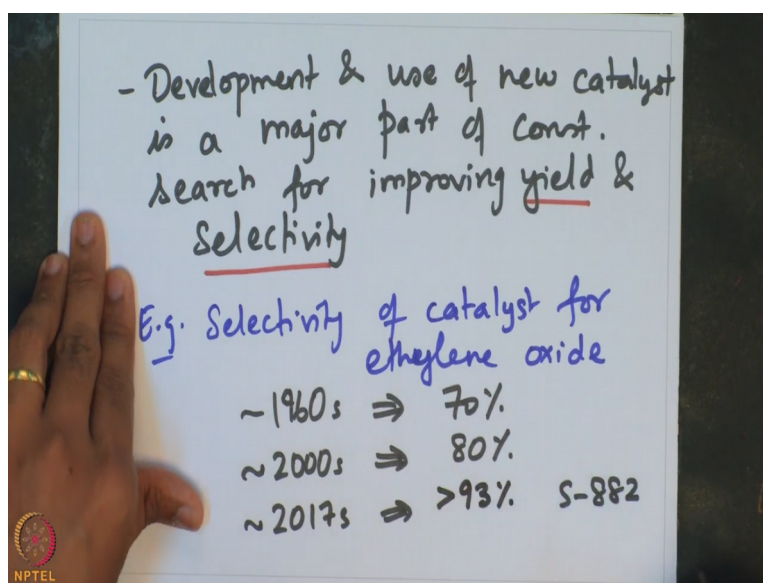 - Development & use of new catalyst
is a major part of const.
search for improving yield &
selectivity
E.g. Selectivity of catalyst for
ethylene oxide
~1960s ⇒ 70%.
~2000s ⇒ 80%.
~2017s ⇒ >93%. S-882
NPTEL